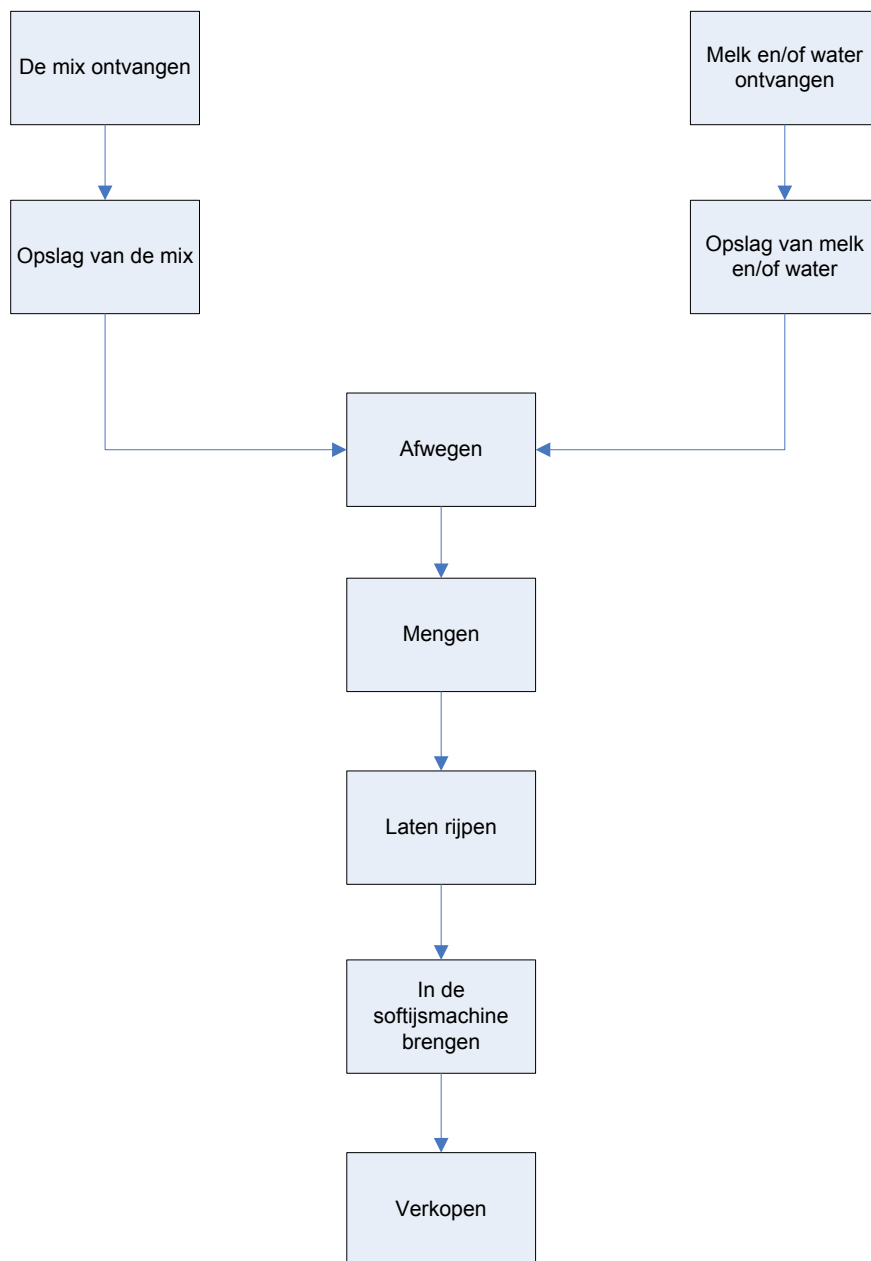 De mix ontvangen
Melk en/of water
ontvangen
Opslag van de mix
Opslag van melk
en/of water
Afwegen
Mengen
Laten rijpen
In de
softijsmachine
brengen
Verkopen